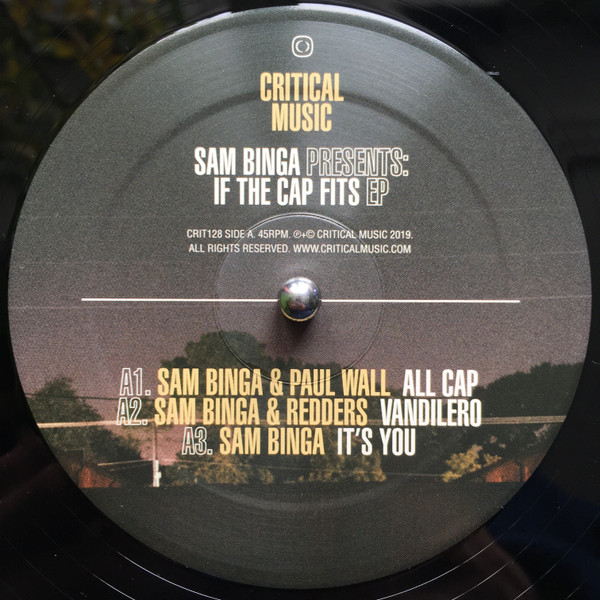 CRITICAL
MUSIC
SAM BINGA PRESENTS:
IF THE CAP FITS EP
CRIT128 SIDE A. 45RPM. ℗+© CRITICAL MUSIC 2019.
ALL RIGHTS RESERVED. WWW.CRITICALMUSIC.COM
A1. SAM BINGA & PAUL WALL ALL CAP
A2. SAM BINGA & REDDERS VANDILERO
A3. SAM BINGA IT'S YOU